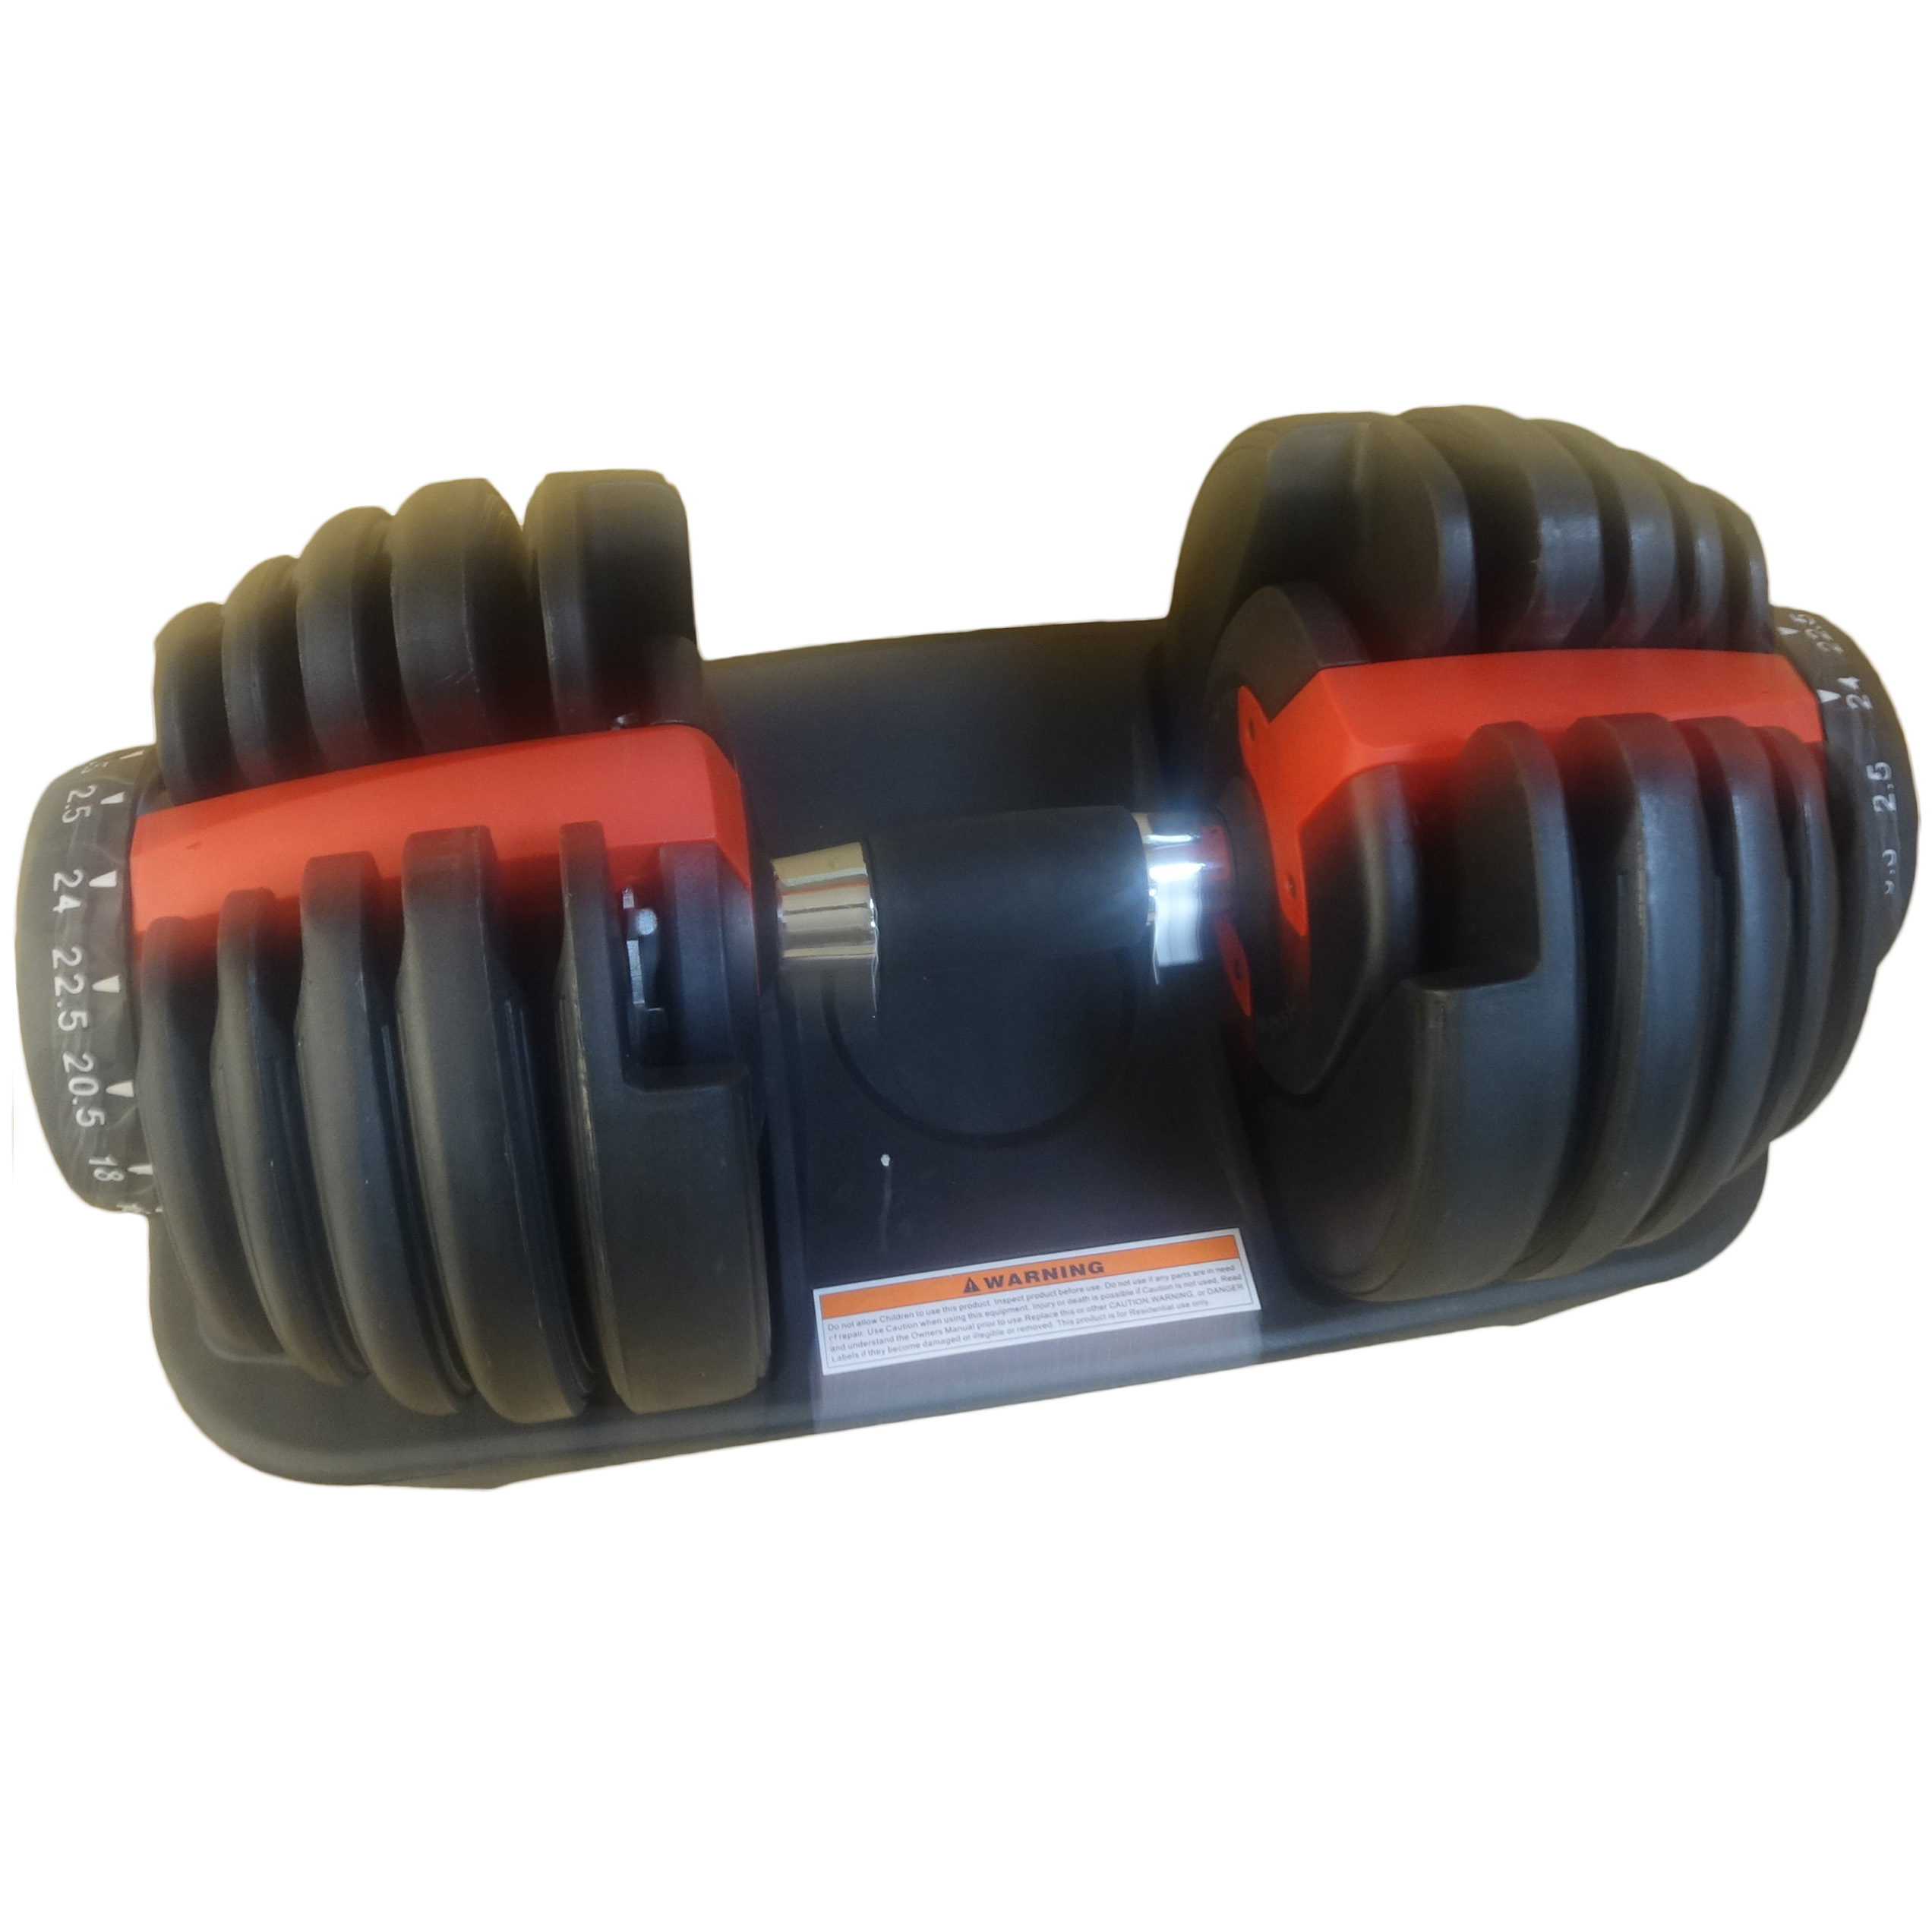 2.5
24
22.5
20.5
18
24
2.5
WARNING
Do not allow Children to use this product. Inspect product before use. Do not use if any parts are in need
of repair. Use Caution when using this equipment. Injury or death is possible if Caution is not used. Read
and understand the Owners Manual prior to use. Replace this or other CAUTION, WARNING, or DANGER
Labels if they become damaged or illegible or removed. This product is for Residential use only.